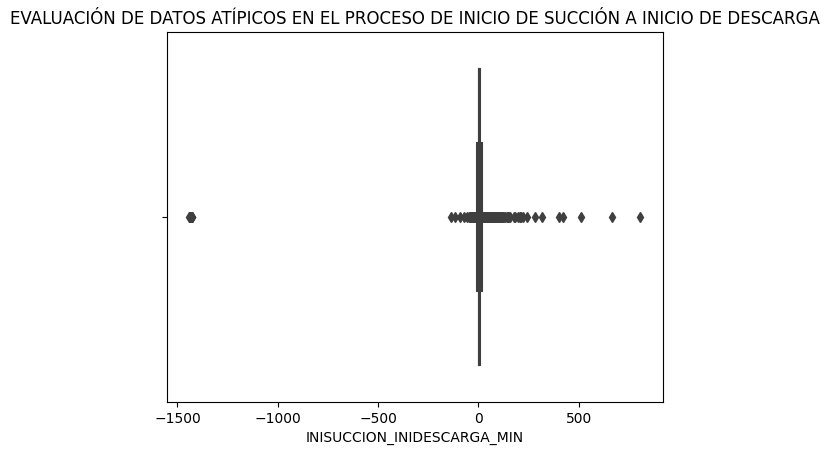 EVALUACIÓN DE DATOS ATÍPICOS EN EL PROCESO DE INICIO DE SUCCIÓN A INICIO DE DESCARGA
−1500 −1000 −500 0 500
INISUCCION_INIDESCARGA_MIN